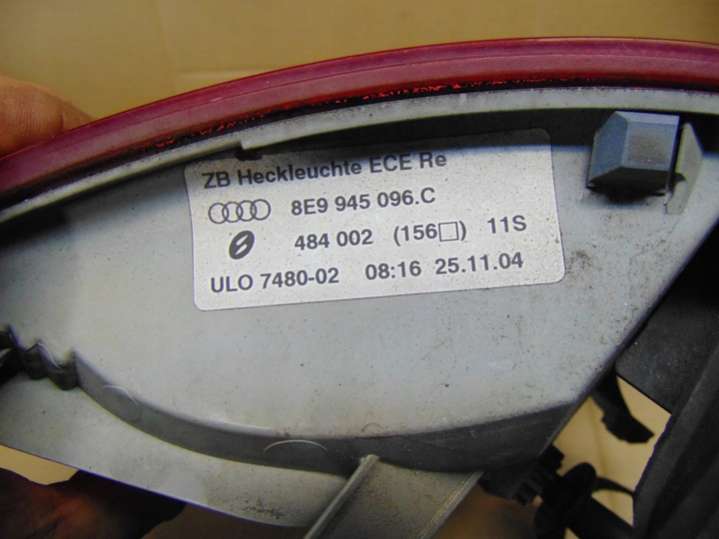 ZB Heckleuchte ECE Re
8E9 945 096.C
484 002 (156□) 11S
ULO 7480-02 08:16 25.11.04